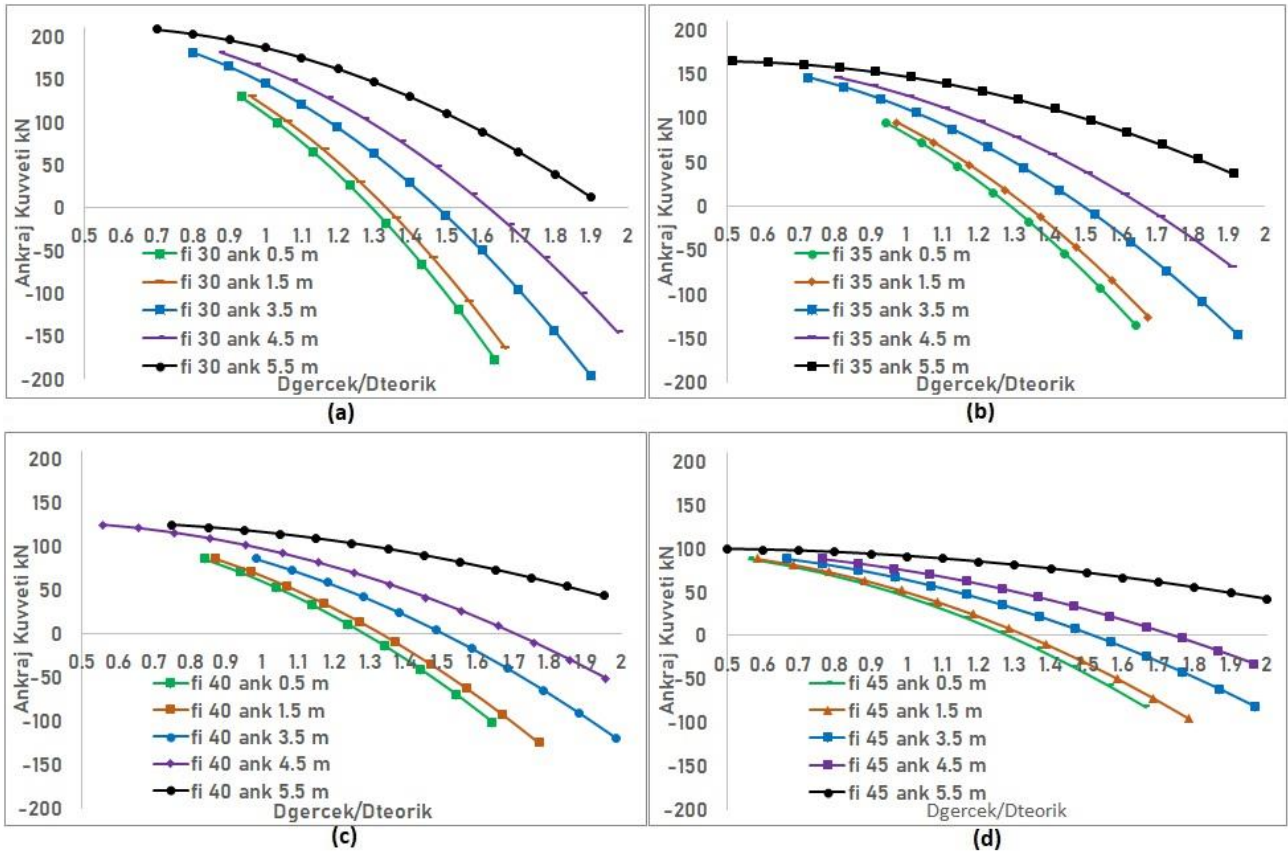 200
150
100
50
0
-50
-100
-150
-200
Ankraj Kuvveti kN
0.5 0.6 0.7 0.8 0.9 1 1.1 1.2 1.3 1.4 1.5 1.6 1.7 1.8 1.9 2
fi 30 ank 0.5 m
fi 30 ank 1.5 m
fi 30 ank 3.5 m
fi 30 ank 4.5 m
fi 30 ank 5.5 m
Dgercek/Dteorik
(a)
200
150
100
50
0
-50
-100
-150
-200
Ankraj Kuvveti kN
0.5 0.6 0.7 0.8 0.9 1 1.1 1.2 1.3 1.4 1.5 1.6 1.7 1.8 1.9 2
fi 35 ank 0.5 m
fi 35 ank 1.5 m
fi 35 ank 3.5 m
fi 35 ank 4.5 m
fi 35 ank 5.5 m
Dgercek/Dteorik
(b)
200
150
100
50
0
-50
-100
-150
-200
Ankraj Kuvveti kN
0.5 0.6 0.7 0.8 0.9 1 1.1 1.2 1.3 1.4 1.5 1.6 1.7 1.8 1.9 2
fi 40 ank 0.5 m
fi 40 ank 1.5 m
fi 40 ank 3.5 m
fi 40 ank 4.5 m
fi 40 ank 5.5 m
Dgercek/Dteorik
(c)
200
150
100
50
0
-50
-100
-150
-200
Ankraj Kuvveti kN
0.5 0.6 0.7 0.8 0.9 1 1.1 1.2 1.3 1.4 1.5 1.6 1.7 1.8 1.9 2
fi 45 ank 0.5 m
fi 45 ank 1.5 m
fi 45 ank 3.5 m
fi 45 ank 4.5 m
fi 45 ank 5.5 m
Dgercek/Dteorik
(d)